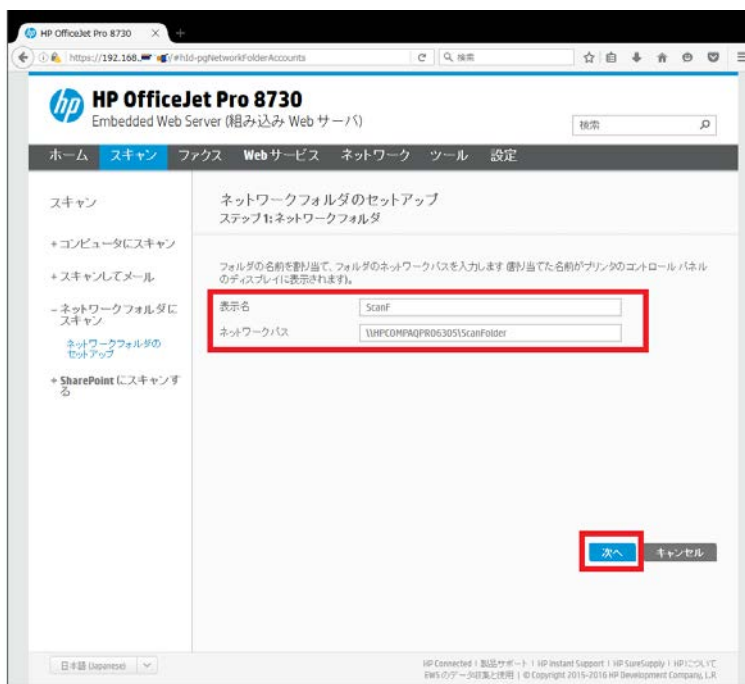 HP OfficeJet Pro 8730
https://192.168. /#hId-pgNetworkFolderAccounts
検索
hp
HP OfficeJet Pro 8730
Embedded Web Server (組み込み Web サーバ)
検索
ホーム スキャン ファクス Webサービス ネットワーク ツール 設定
スキャン
+コンピュータにスキャン
+スキャンしてメール
-ネットワークフォルダに
スキャン
ネットワークフォルダの
セットアップ
+SharePoint にスキャンす
る
ネットワークフォルダのセットアップ
ステップ1:ネットワークフォルダ
フォルダの名前を割り当て、フォルダのネットワークパスを入力します (割り当てた名前がプリンタのコントロール パネル
のディスプレイに表示されます)。
表示名 ScanF
ネットワークパス \\HPCOMPAQPRO6305\ScanFolder
次へ キャンセル
日本語 (Japanese)
HP Connected | 製品サポート | HP Instant Support | HP SureSupply | HP について
EWS のデータ収集と使用 | © Copyright 2015-2016 HP Development Company, L.P.